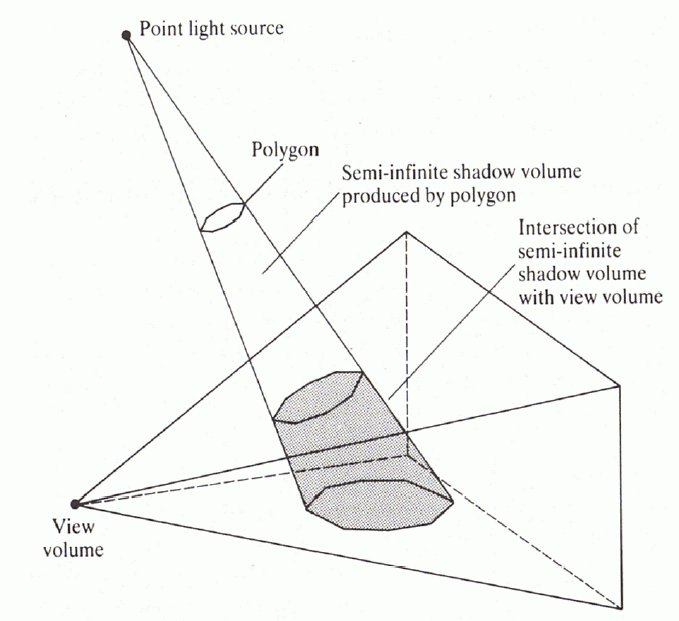 Point light source
Polygon
Semi-infinite shadow volume
produced by polygon
Intersection of
semi-infinite
shadow volume
with view volume
View
volume